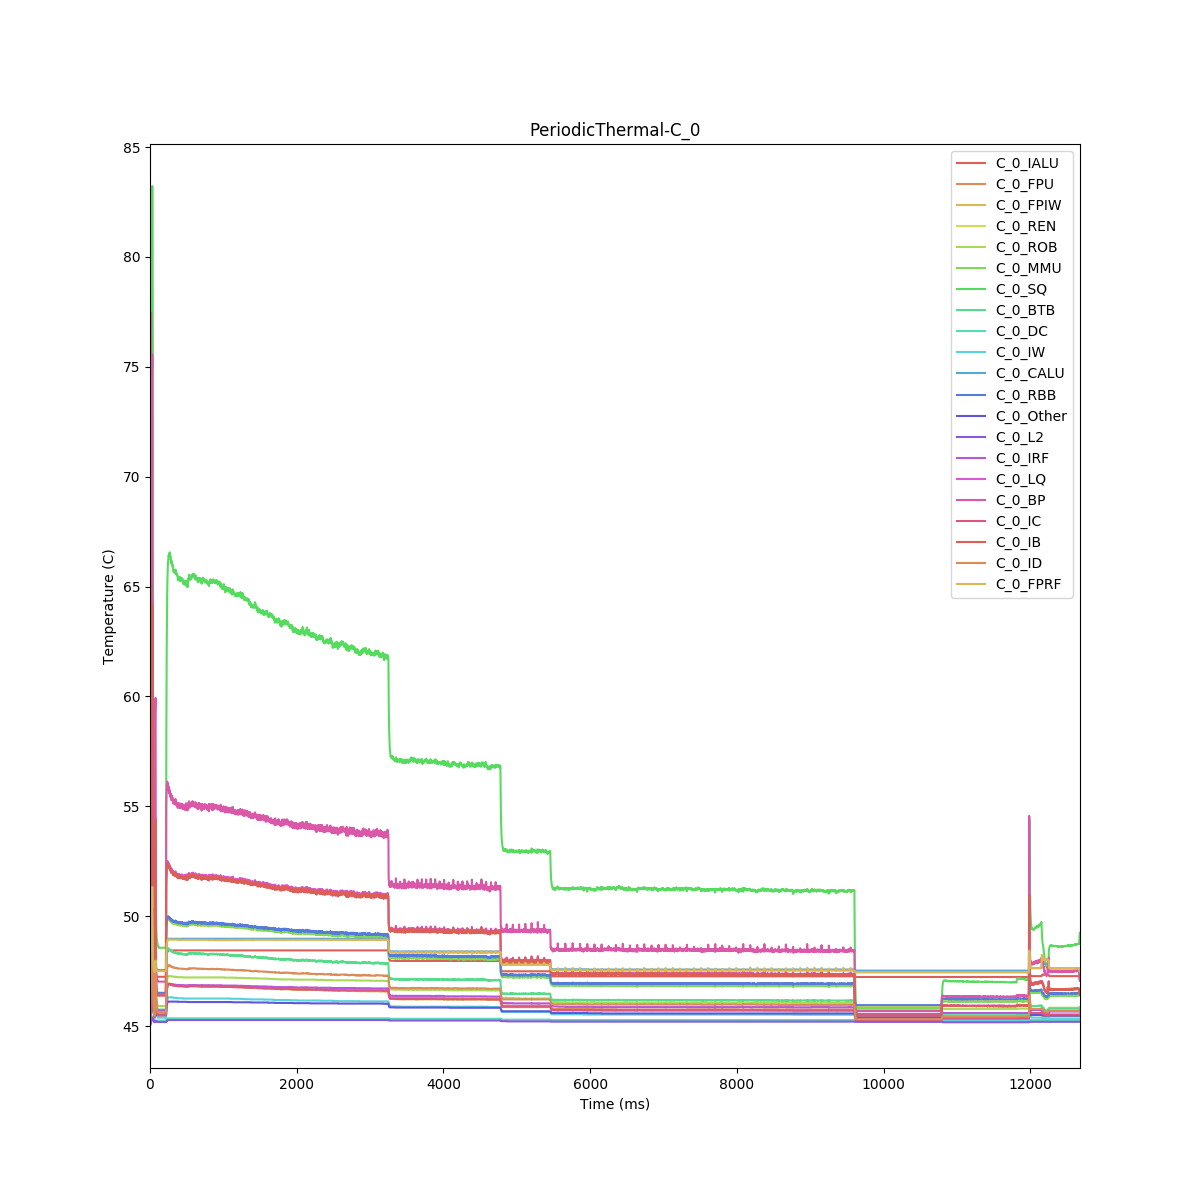 PeriodicThermal-C_0
85
80
75
70
65
60
55
50
45
Temperature (C)
0 2000 4000 6000 8000 10000 12000
Time (ms)
C_0_IALU
C_0_FPU
C_0_FPIW
C_0_REN
C_0_ROB
C_0_MMU
C_0_SQ
C_0_BTB
C_0_DC
C_0_IW
C_0_CALU
C_0_RBB
C_0_Other
C_0_L2
C_0_IRF
C_0_LQ
C_0_BP
C_0_IC
C_0_IB
C_0_ID
C_0_FPRF